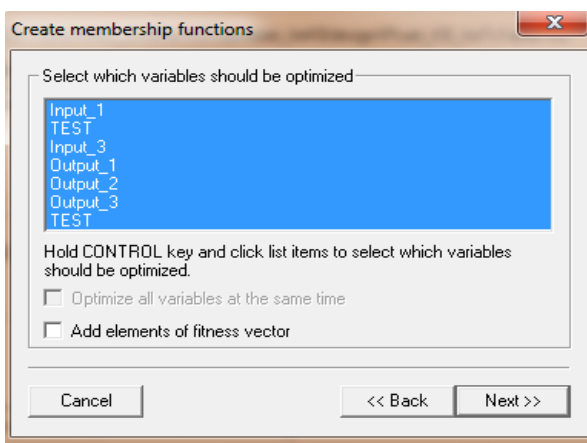 Create membership functions
Select which variables should be optimized
Input_1
TEST
Input_3
Output_1
Output_2
Output_3
TEST
Hold CONTROL key and click list items to select which variables
should be optimized.
Optimize all variables at the same time
Add elements of fitness vector
Cancel
<< Back
Next >>